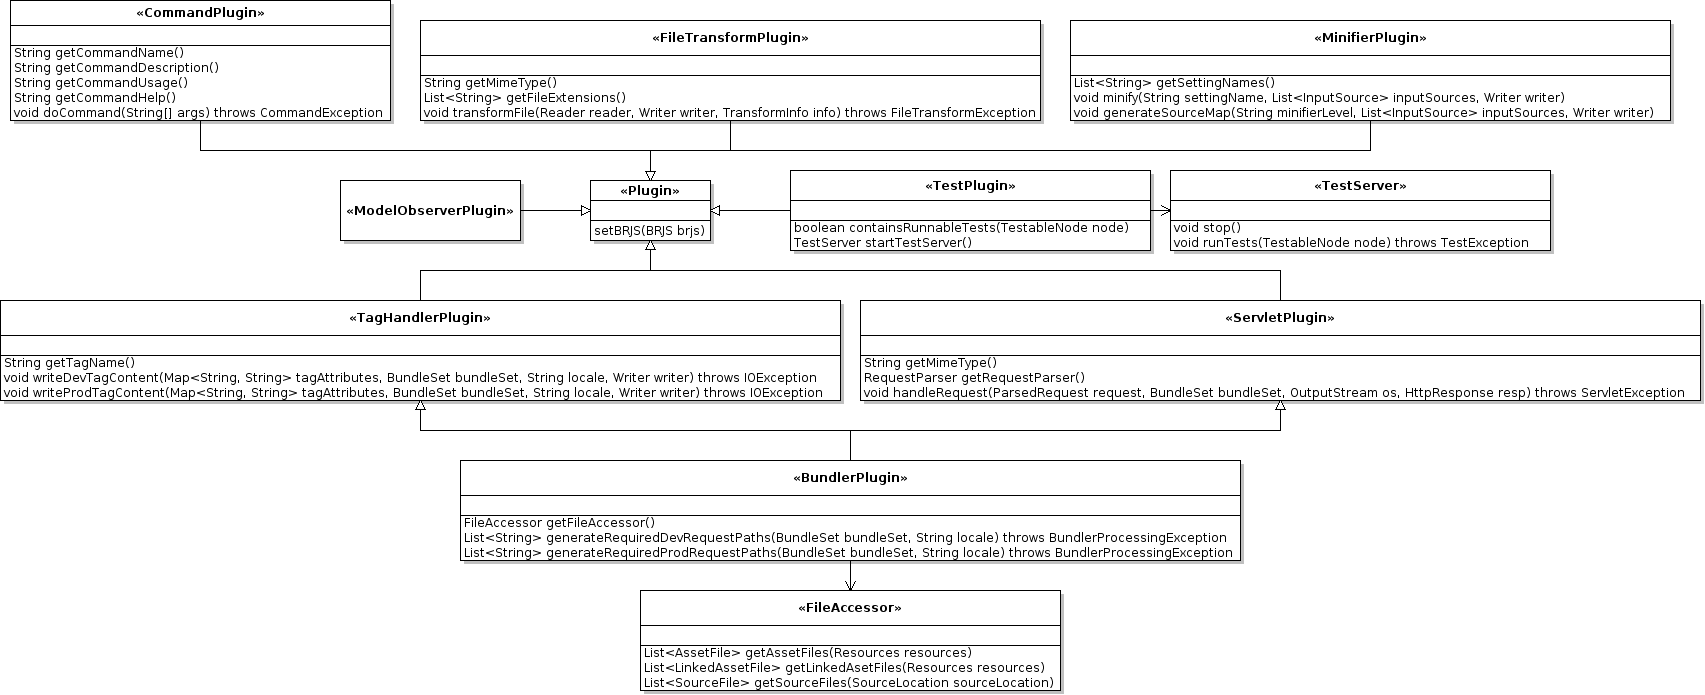 «CommandPlugin»
String getCommandName()
String getCommandDescription()
String getCommandUsage()
String getCommandHelp()
void doCommand(String[] args) throws CommandException
«FileTransformPlugin»
String getMimeType()
List<String> getFileExtensions()
void transformFile(Reader reader, Writer writer, TransformInfo info) throws FileTransformException
«MinifierPlugin»
List<String> getSettingNames()
void minify(String settingName, List<InputSource> inputSources, Writer writer)
void generateSourceMap(String minifierLevel, List<InputSource> inputSources, Writer writer)
«ModelObserverPlugin»
«Plugin»
setBRJS(BRJS brjs)
«TestPlugin»
boolean containsRunnableTests(TestableNode node)
TestServer startTestServer()
«TestServer»
void stop()
void runTests(TestableNode node) throws TestException
«TagHandlerPlugin»
String getTagName()
void writeDevTagContent(Map<String, String> tagAttributes, BundleSet bundleSet, String locale, Writer writer) throws IOException
void writeProdTagContent(Map<String, String> tagAttributes, BundleSet bundleSet, String locale, Writer writer) throws IOException
«ServletPlugin»
String getMimeType()
RequestParser getRequestParser()
void handleRequest(ParsedRequest request, BundleSet bundleSet, OutputStream os, HttpResponse resp) throws ServletException
«BundlerPlugin»
FileAccessor getFileAccessor()
List<String> generateRequiredDevRequestPaths(BundleSet bundleSet, String locale) throws BundlerProcessingException
List<String> generateRequiredProdRequestPaths(BundleSet bundleSet, String locale) throws BundlerProcessingException
«FileAccessor»
List<AssetFile> getAssetFiles(Resources resources)
List<LinkedAssetFile> getLinkedAsetFiles(Resources resources)
List<SourceFile> getSourceFiles(SourceLocation sourceLocation)